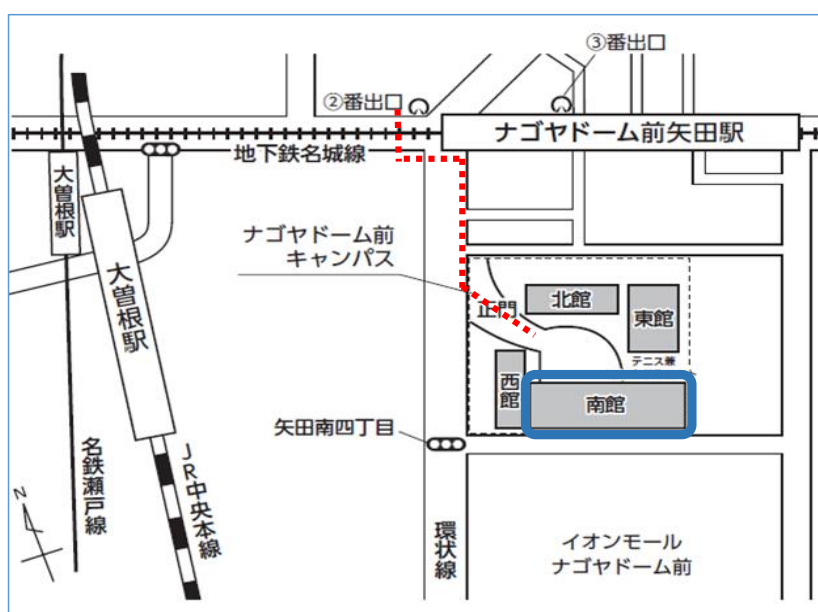 ③番出口
②番出口
ナゴヤドーム前矢田駅
地下鉄名城線
大曽根駅
ナゴヤドーム前
キャンパス
大曽根駅
正門
北館
東館
テニス兼
西館
南館
矢田南四丁目
名鉄瀬戸線
JR中央本線
N
環状線
イオンモール
ナゴヤドーム前